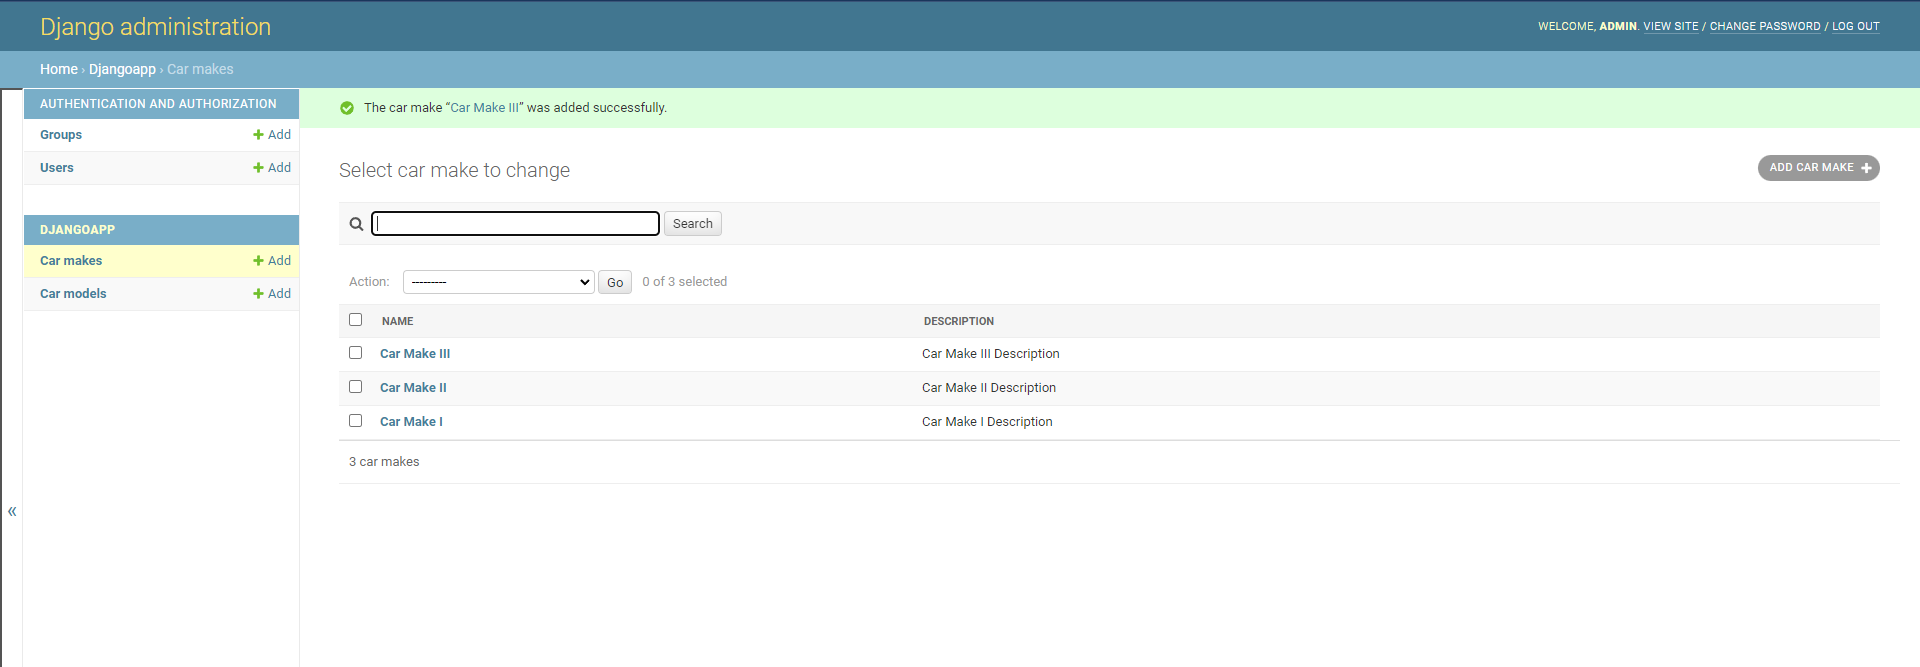 Django administration
WELCOME, ADMIN. VIEW SITE / CHANGE PASSWORD / LOG OUT
Home › Djangoapp › Car makes
AUTHENTICATION AND AUTHORIZATION
Groups + Add
Users + Add
DJANGOAPP
Car makes + Add
Car models + Add
«
The car make “Car Make III” was added successfully.
Select car make to change
ADD CAR MAKE +
Search
Action: --------- Go 0 of 3 selected
NAME DESCRIPTION
Car Make III Car Make III Description
Car Make II Car Make II Description
Car Make I Car Make I Description
3 car makes